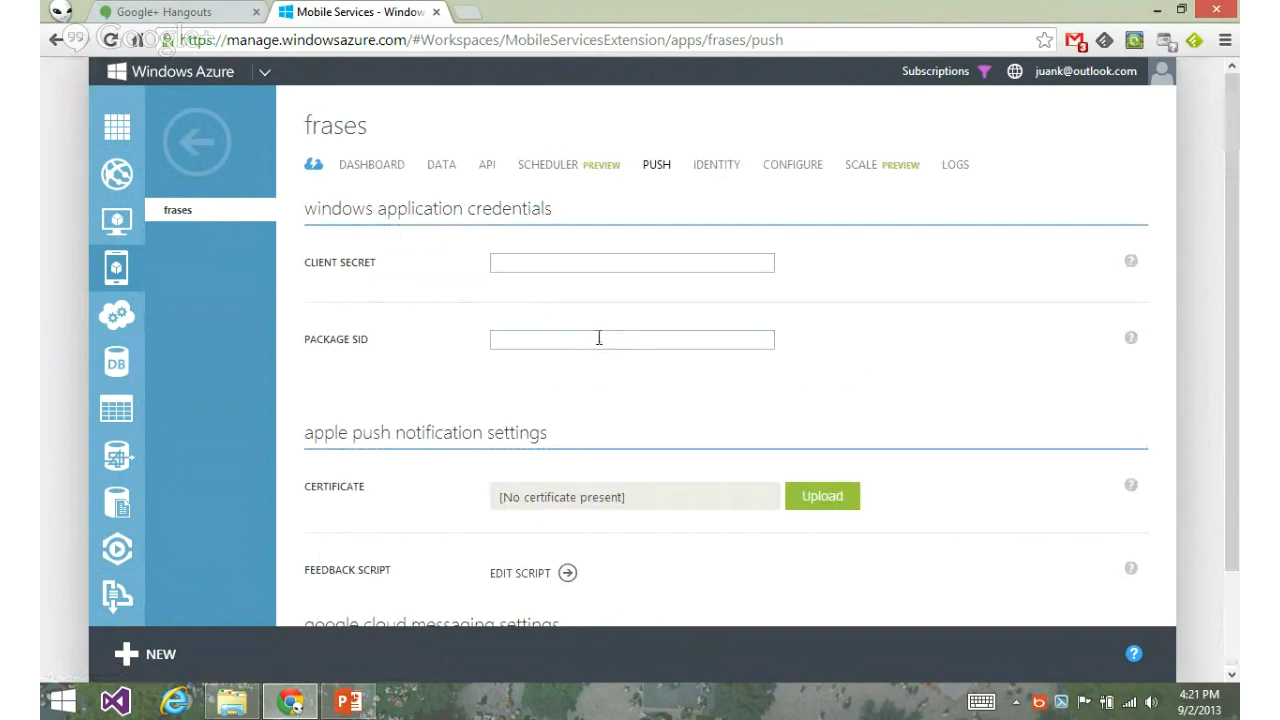 Google+ Hangouts
Mobile Services - Window
99
Google+
https://manage.windowsazure.com/#Workspaces/MobileServicesExtension/apps/frases/push
Windows Azure
Subscriptions
juank@outlook.com
frases
DASHBOARD DATA API SCHEDULER PREVIEW PUSH IDENTITY CONFIGURE SCALE PREVIEW LOGS
frases
windows application credentials
CLIENT SECRET
?
PACKAGE SID
?
DB
apple push notification settings
CERTIFICATE
[No certificate present]
Upload
?
FEEDBACK SCRIPT
EDIT SCRIPT
?
google cloud messaging settings
NEW
?
4:21 PM
9/2/2013